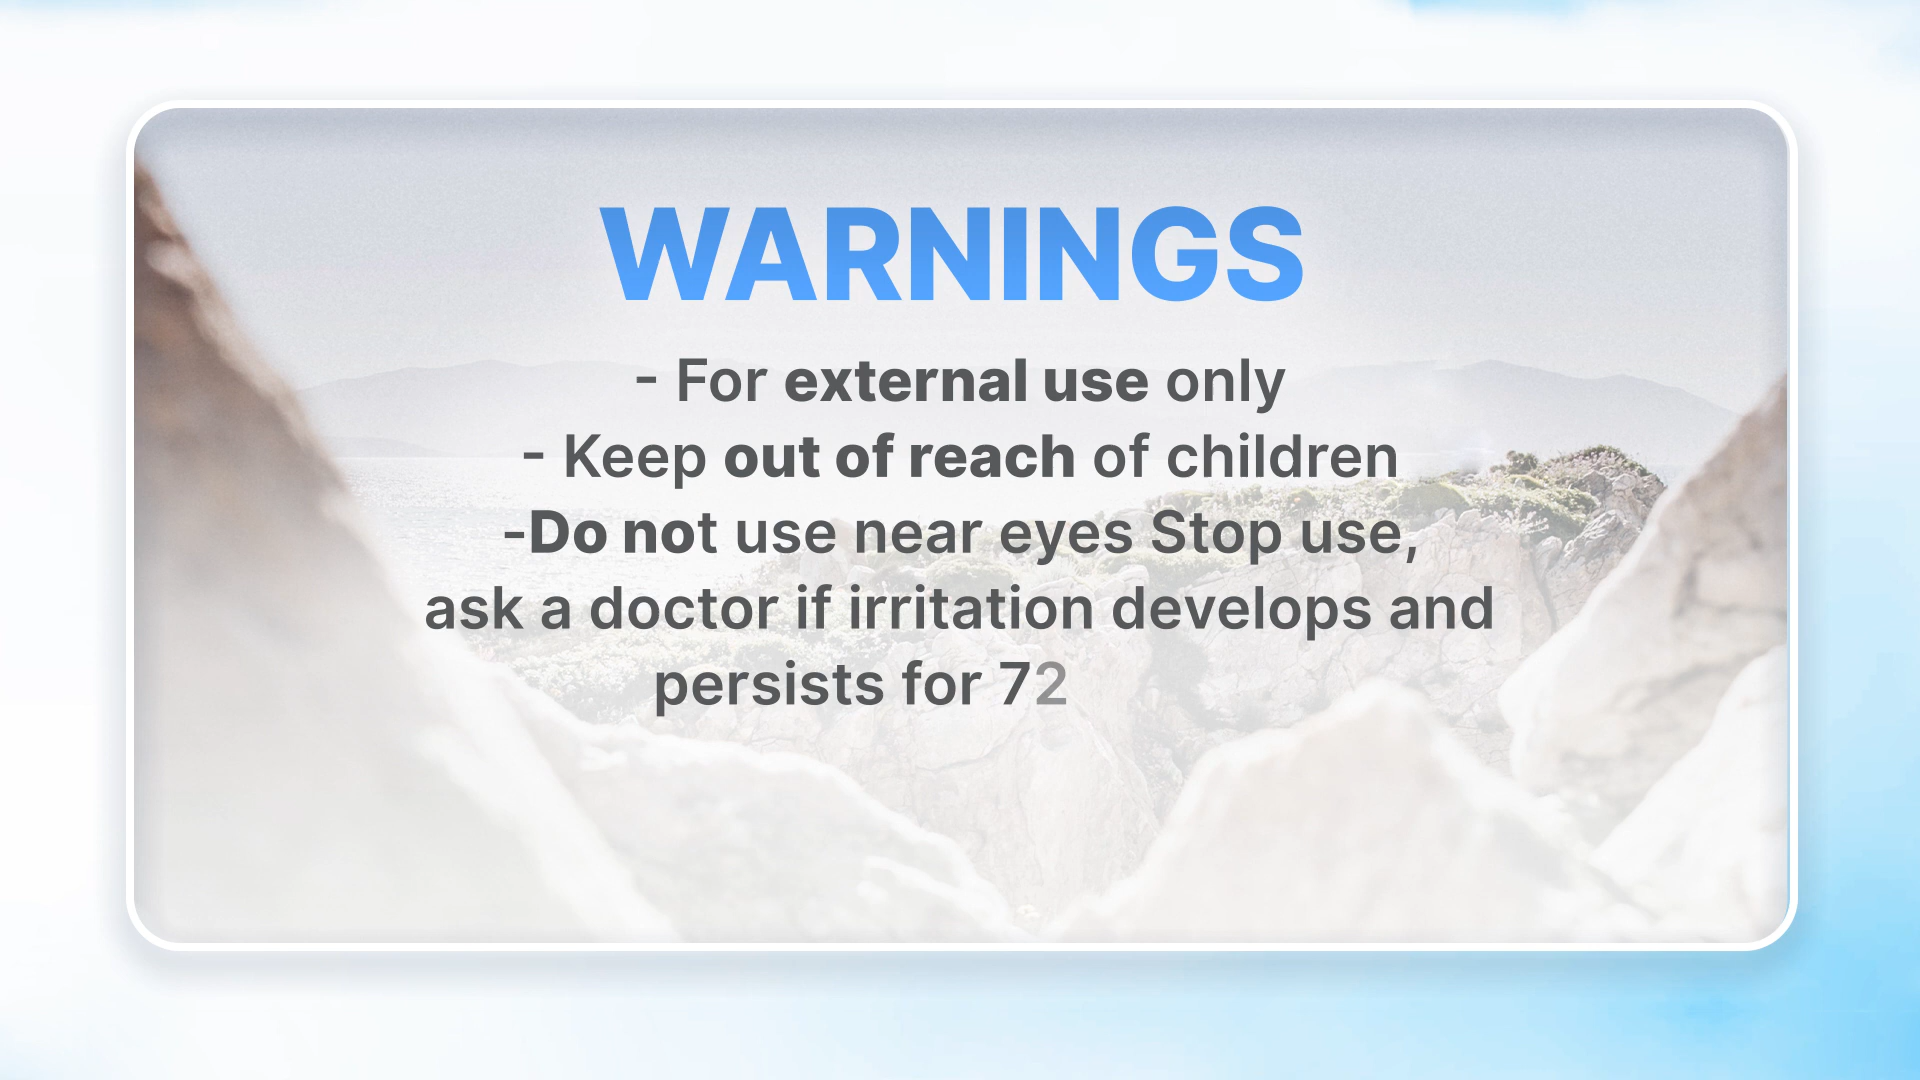 WARNINGS
- For external use only
- Keep out of reach of children
-Do not use near eyes Stop use,
ask a doctor if irritation develops and
persists for 72